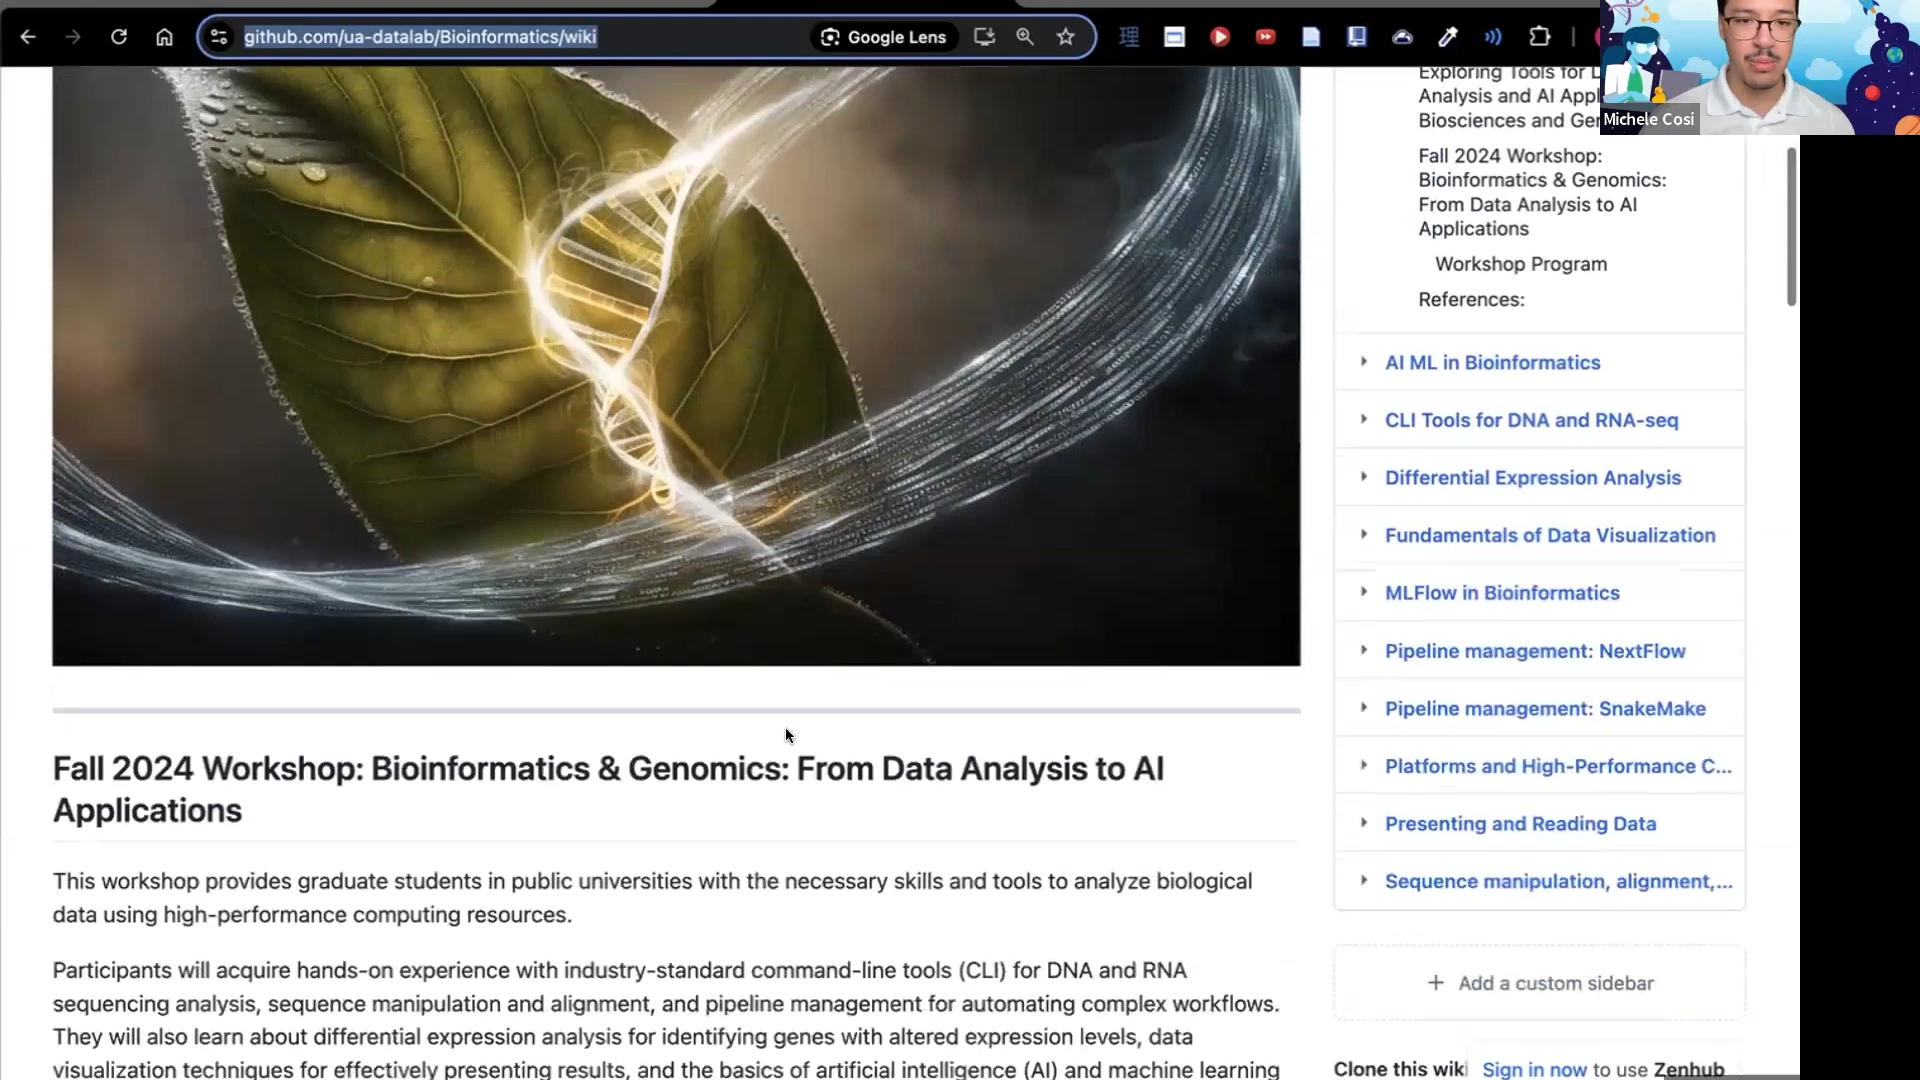 github.com/ua-datalab/Bioinformatics/wiki
Google Lens
Michele Cosi
Exploring Tools for
Analysis and AI
Biosciences and
Fall 2024 Workshop:
Bioinformatics & Genomics:
From Data Analysis to AI
Applications
Workshop Program
References:
AI ML in Bioinformatics
CLI Tools for DNA and RNA-seq
Differential Expression Analysis
Fundamentals of Data Visualization
MLFlow in Bioinformatics
Pipeline management: NextFlow
Pipeline management: SnakeMake
Platforms and High-Performance C...
Presenting and Reading Data
Sequence manipulation, alignment,...
Add a custom sidebar
Clone this wiki
Sign in now to use Zenhub
Fall 2024 Workshop: Bioinformatics & Genomics: From Data Analysis to AI
Applications
This workshop provides graduate students in public universities with the necessary skills and tools to analyze biological
data using high-performance computing resources.
Participants will acquire hands-on experience with industry-standard command-line tools (CLI) for DNA and RNA
sequencing analysis, sequence manipulation and alignment, and pipeline management for automating complex workflows.
They will also learn about differential expression analysis for identifying genes with altered expression levels, data
visualization techniques for effectively presenting results, and the basics of artificial intelligence (AI) and machine learning